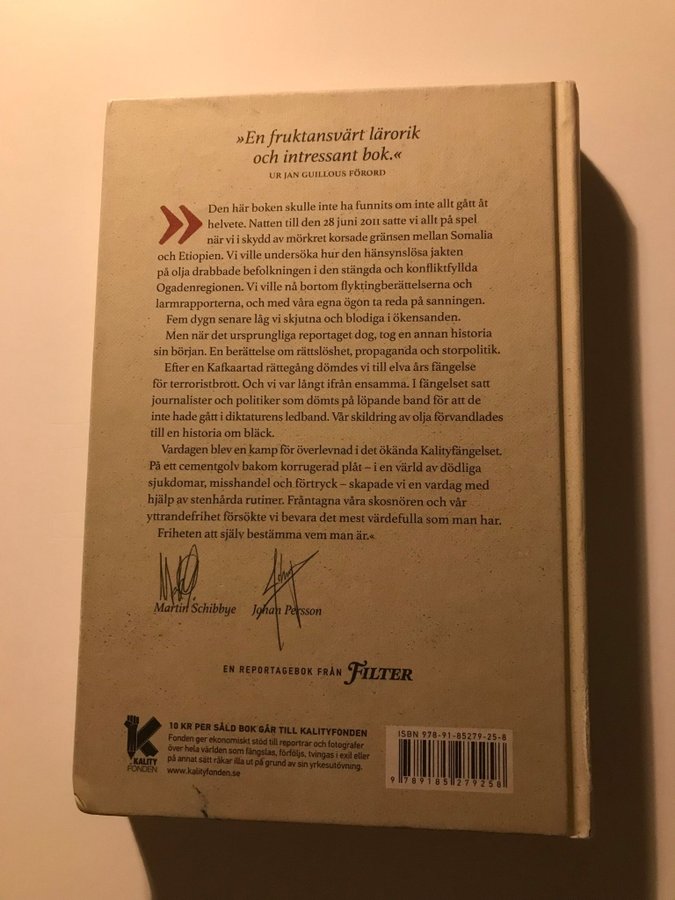 »En fruktansvärt lärorik
och intressant bok.«
UR JAN GUILLOUS FÖRORD
Den här boken skulle inte ha funnits om inte allt gått åt
helvete. Natten till den 28 juni 2011 satte vi allt på spel
när vi i skydd av mörkret korsade gränsen mellan Somalia
och Etiopien. Vi ville undersöka hur den hänsynslösa jakten
på olja drabbade befolkningen i den stängda och konfliktfyllda
Ogadenregionen. Vi ville nå bortom flyktingberättelserna och
larmrapporterna, och med våra egna ögon ta reda på sanningen.
Fem dygn senare låg vi skjutna och blodiga i ökensanden.
Men när det ursprungliga reportaget dog, tog en annan historia
sin början. En berättelse om rättslöshet, propaganda och storpolitik.
Efter en Kafkaartad rättegång dömdes vi till elva års fängelse
för terroristbrott. Och vi var långt ifrån ensamma. I fängelset satt
journalister och politiker som dömts på löpande band för att de
inte hade gått i diktaturens ledband. Vår skildring av olja förvandlades
till en historia om bläck.
Vardagen blev en kamp för överlevnad i det ökända Kalityfängelset.
På ett cementgolv bakom korrugerad plåt – i en värld av dödliga
sjukdomar, misshandel och förtryck – skapade vi en vardag med
hjälp av stenhårda rutiner. Fråntagna våra skosnören och vår
yttrandefrihet försökte vi bevara det mest värdefulla som man har.
Friheten att själv bestämma vem man är.«
Martin Schibbye Johan Persson
EN REPORTAGEBOK FRÅN FILTER
KALITY
FONDEN
10 KR PER SÅLD BOK GÅR TILL KALITYFONDEN
Fonden ger ekonomiskt stöd till reportrar och fotografer
över hela världen som fängslas, förföljs, tvingas i exil eller
på annat sätt råkar illa ut på grund av sin yrkesutövning.
www.kalityfonden.se
ISBN 978-91-85279-25-8
9 789185 279258